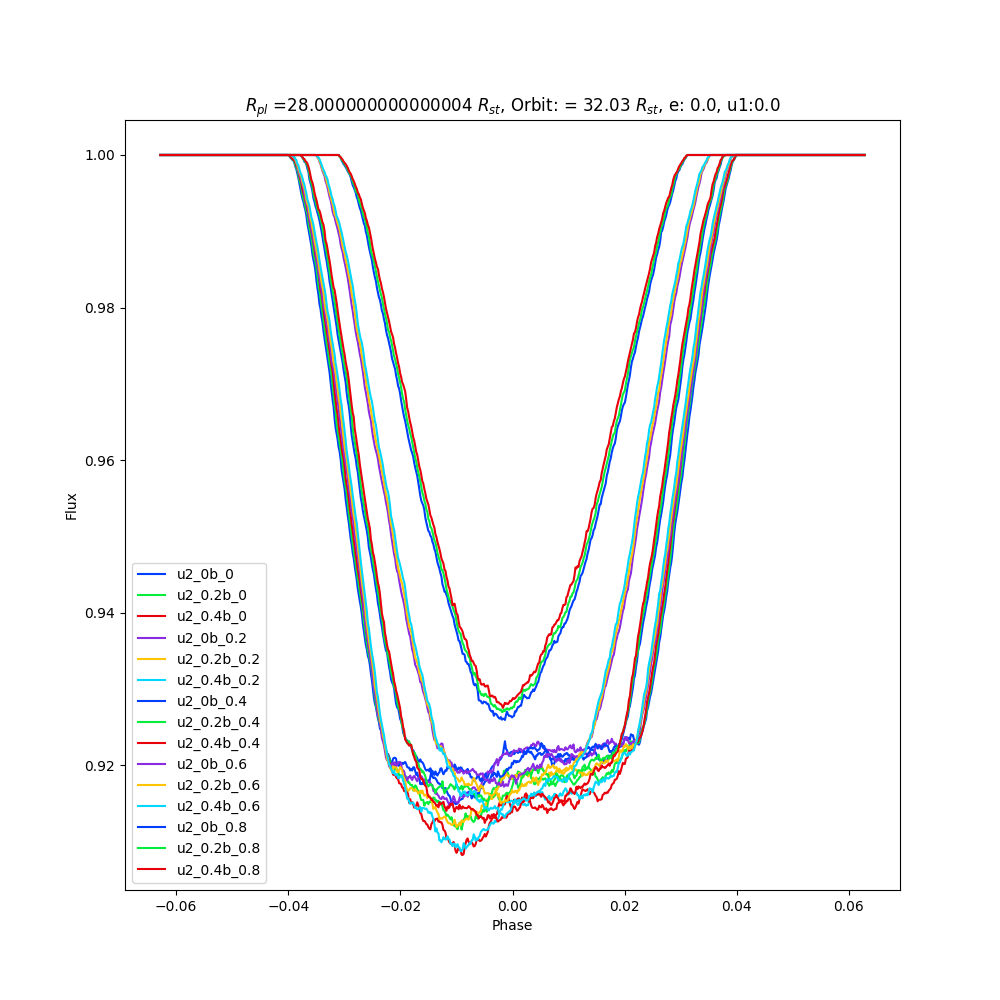 R_pl =28.000000000000004 R_st, Orbit: = 32.03 R_st, e: 0.0, u1:0.0
1.00
0.98
0.96
0.94
0.92
Flux
u2_0b_0
u2_0.2b_0
u2_0.4b_0
u2_0b_0.2
u2_0.2b_0.2
u2_0.4b_0.2
u2_0b_0.4
u2_0.2b_0.4
u2_0.4b_0.4
u2_0b_0.6
u2_0.2b_0.6
u2_0.4b_0.6
u2_0b_0.8
u2_0.2b_0.8
u2_0.4b_0.8
−0.06 −0.04 −0.02 0.00 0.02 0.04 0.06
Phase